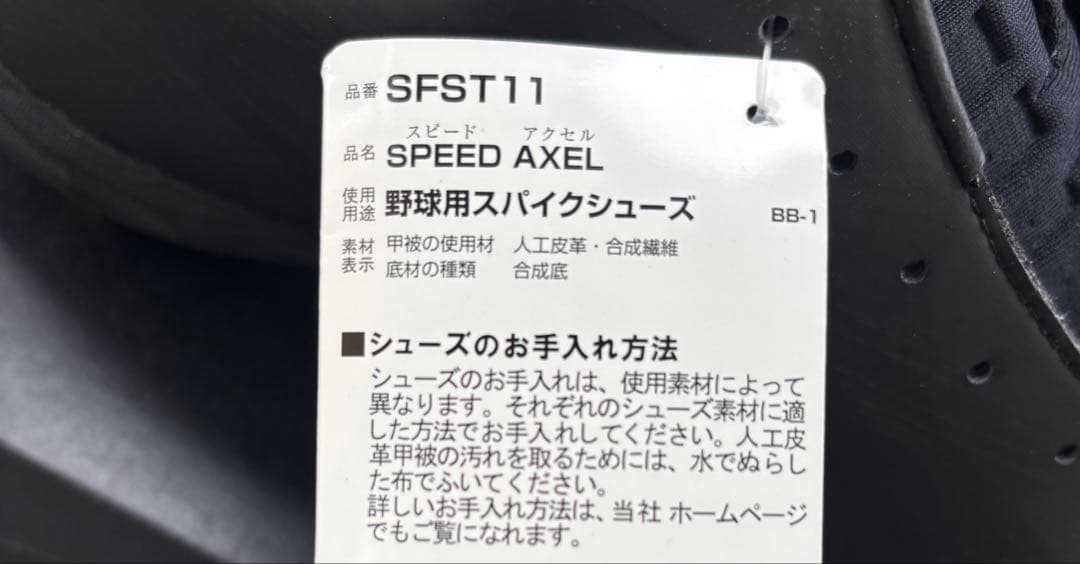 品番 SFST11
スピード アクセル
品名 SPEED AXEL
使用用途 野球用スパイクシューズ BB-1
素材表示 甲被の使用材 人工皮革・合成繊維
底材の種類 合成底
■シューズのお手入れ方法
シューズのお手入れは、使用素材によって
異なります。それぞれのシューズ素材に適
した方法でお手入れしてください。人工皮
革甲被の汚れを取るためには、水でぬらし
た布でふいてください。
詳しいお手入れ方法は、当社 ホームページ
でもご覧になれます。